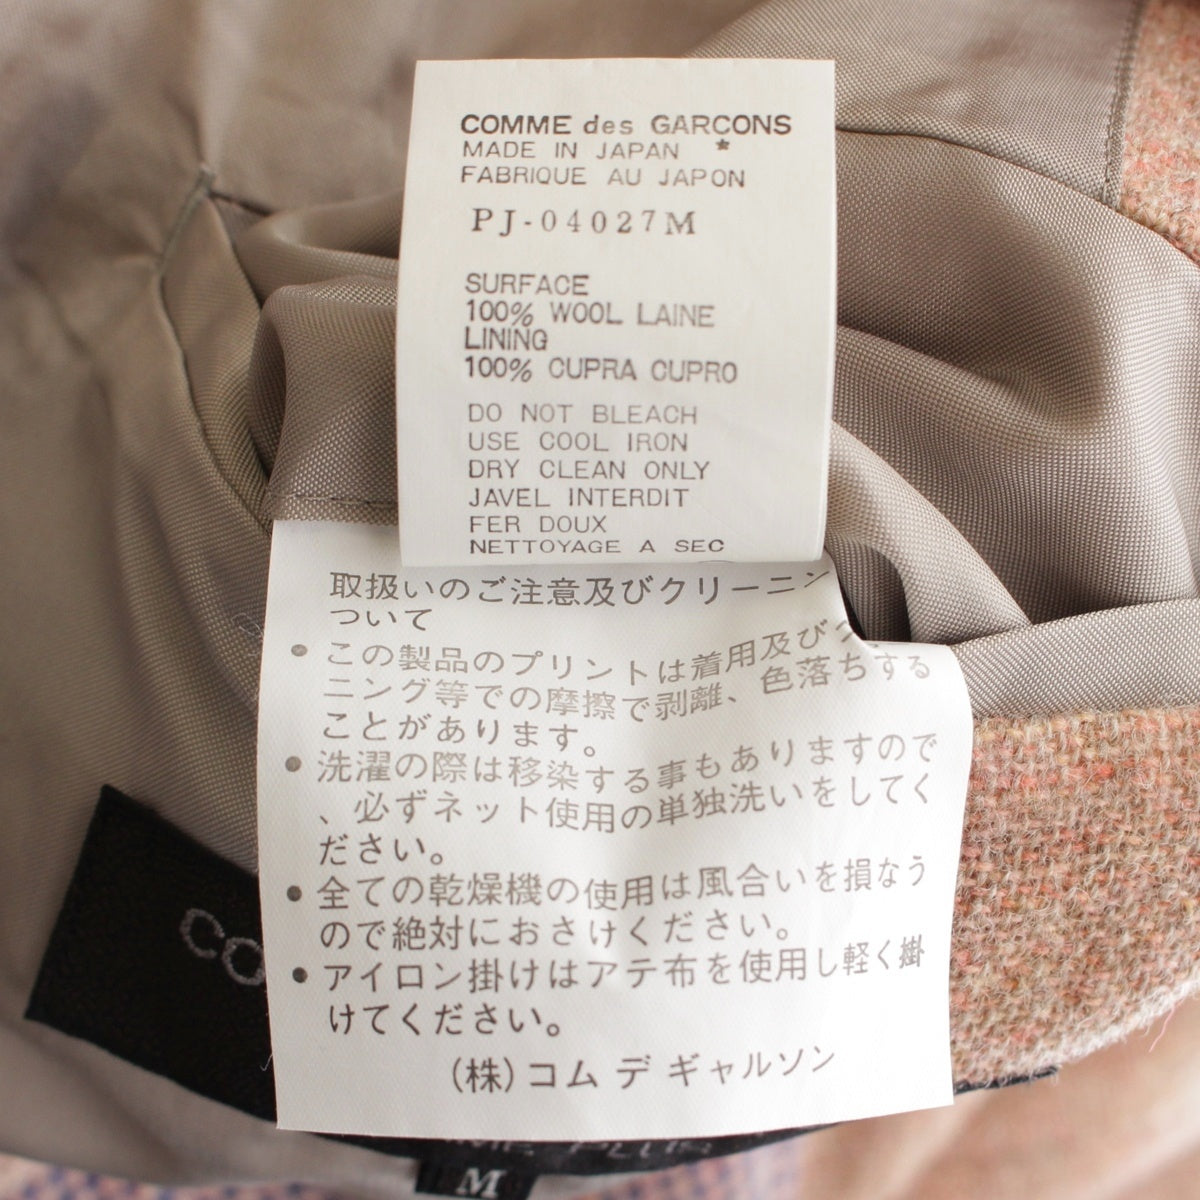 COMME des GARCONS
MADE IN JAPAN *
FABRIQUE AU JAPON
PJ-04027M
SURFACE
100% WOOL LAINE
LINING
100% CUPRA CUPRO
DO NOT BLEACH
USE COOL IRON
DRY CLEAN ONLY
JAVEL INTERDIT
FER DOUX
NETTOYAGE A SEC
取扱いのご注意及びクリーニン
ついて
● この製品のプリントは着用及び
ニング等での摩擦で剥離、色落ちする
ことがあります。
● 洗濯の際は移染する事もありますので
、必ずネット使用の単独洗いをしてく
ださい。
● 全ての乾燥機の使用は風合いを損なう
ので絶対におさけください。
● アイロン掛けはアテ布を使用し軽く掛
けてください。
(株)コム デ ギャルソン
CO
M